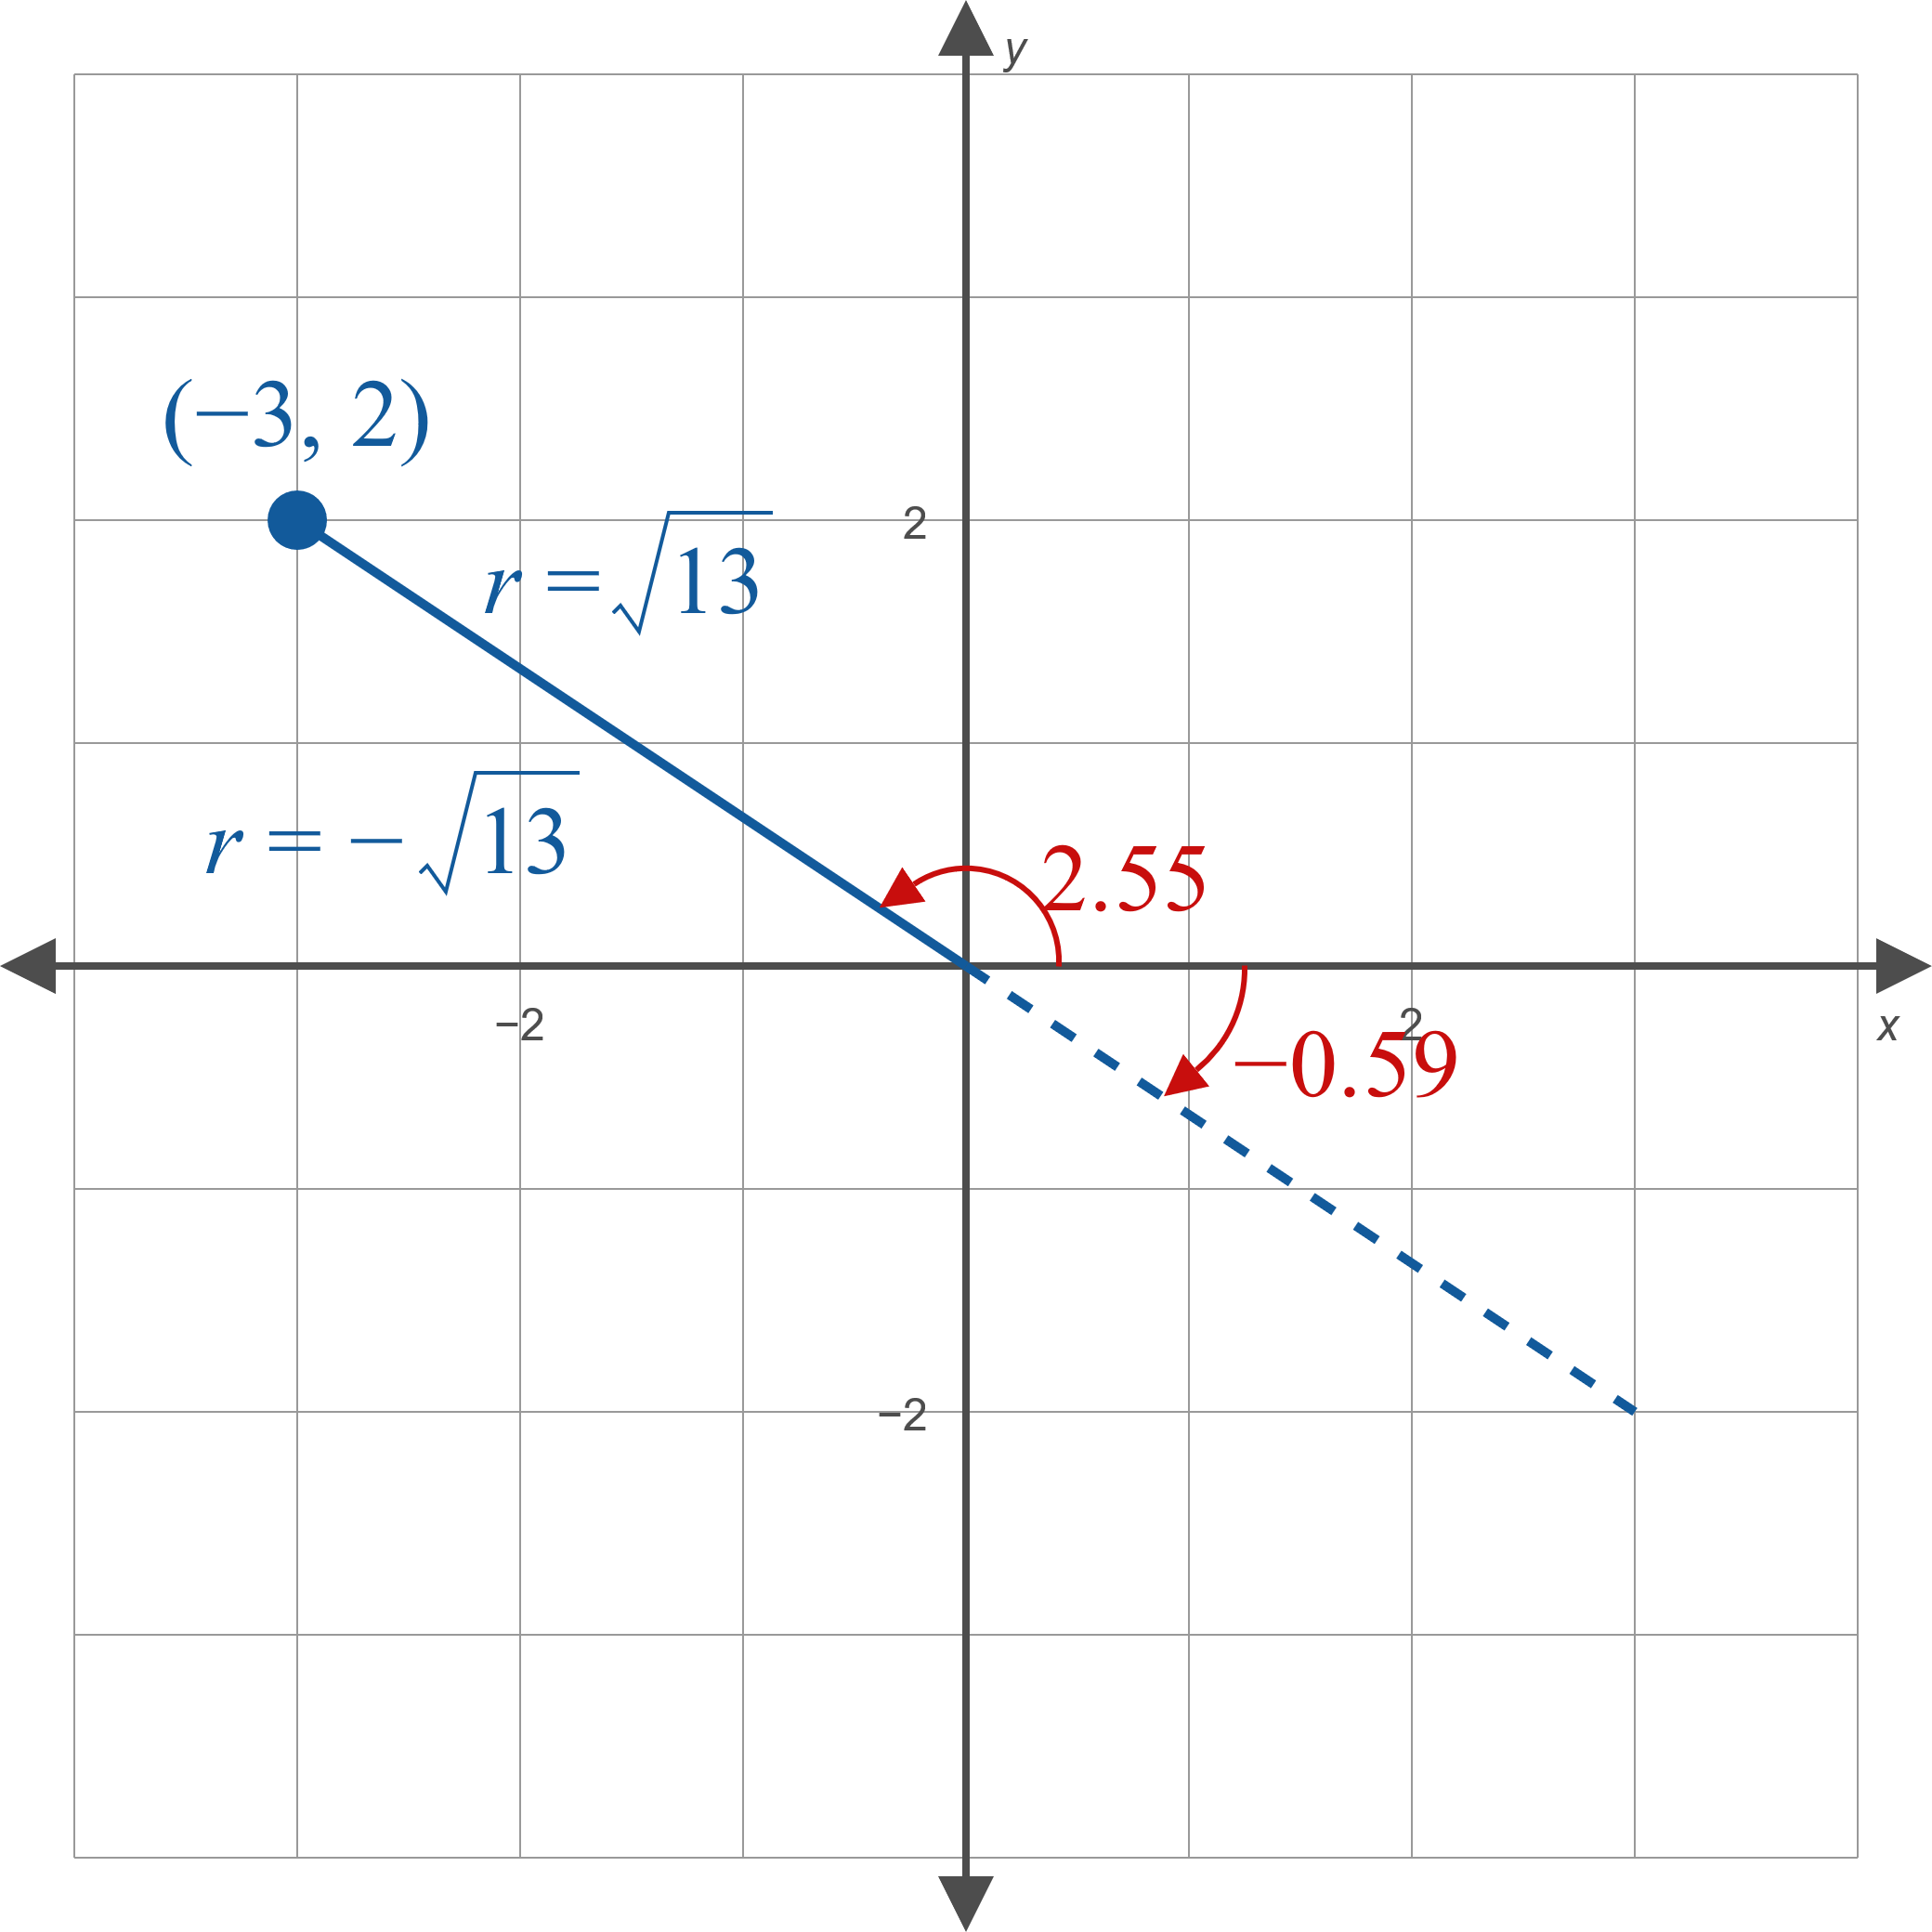 y
(−3, 2)
2
r = √13
r = −√13
2.55
−2
2
x
−0.59
−2